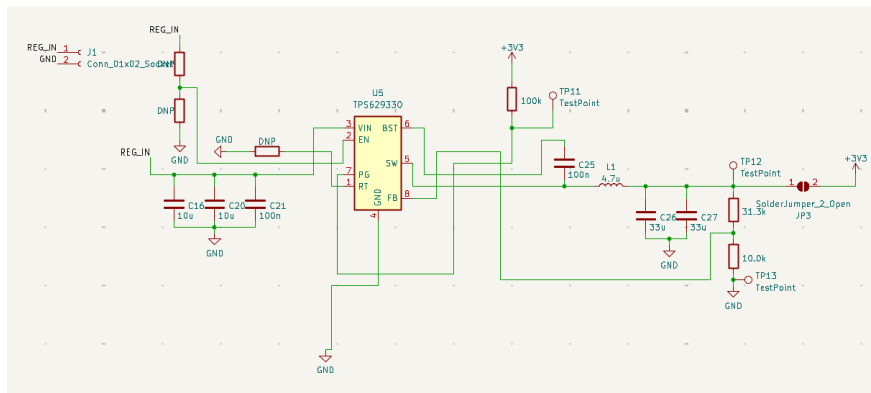 REG_IN
REG_IN 1 J1
GND 2 Conn_01x02_Socket
DNP
DNP
GND
REG_IN
GND
DNP
C16
10u
C20
10u
C21
100n
GND
U5
TPS629330
3 VIN
2 EN
7 PG
1 RT
BST 6
SW 5
FB 8
GND
4
GND
+3V3
100k
TP11
TestPoint
C25
100n
L1
4.7u
C26
33u
C27
33u
GND
TP12
TestPoint
31.3k
10.0k
TP13
TestPoint
GND
1 2
SolderJumper_2_Open
JP3
+3V3